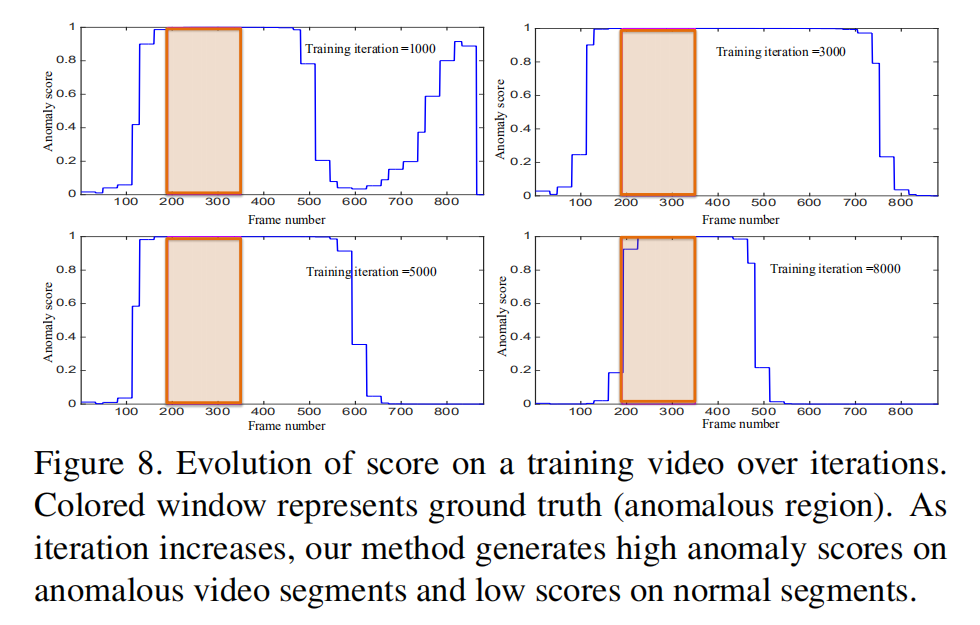 1
0.8
0.6
0.4
0.2
0
Anomaly score
Training iteration =1000
100 200 300 400 500 600 700 800
Frame number
1
0.8
0.6
0.4
0.2
0
Anomaly score
Training iteration =3000
100 200 300 400 500 600 700 800
Frame number
1
0.8
0.6
0.4
0.2
0
Anomaly score
Training iteration =5000
100 200 300 400 500 600 700 800
Frame number
1
0.8
0.6
0.4
0.2
0
Anomaly score
Training iteration =8000
100 200 300 400 500 600 700 800
Frame number
Figure 8. Evolution of score on a training video over iterations.
Colored window represents ground truth (anomalous region). As
iteration increases, our method generates high anomaly scores on
anomalous video segments and low scores on normal segments.